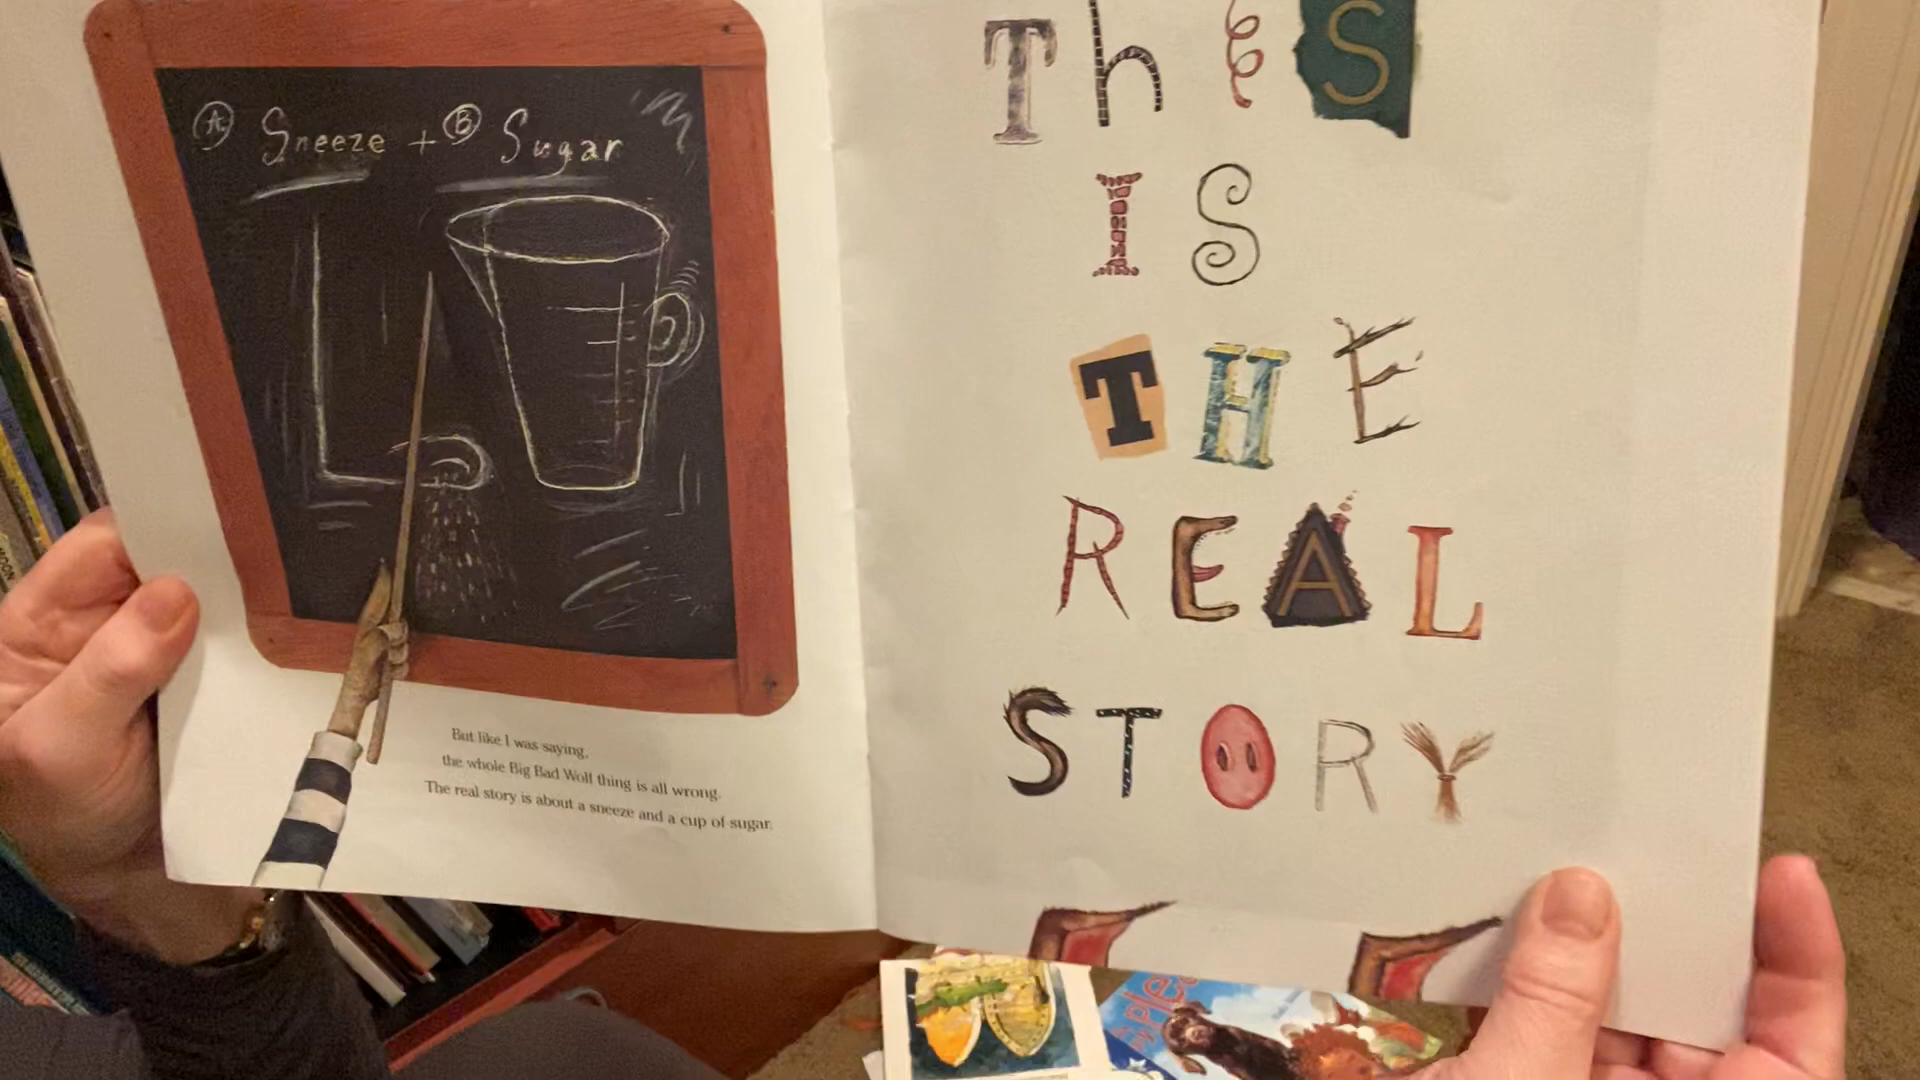 A Sneeze + B Sugar
But like I was saying,
the whole Big Bad Wolf thing is all wrong.
The real story is about a sneeze and a cup of sugar.
ThiS
IS
THE
REAL
STORY
MOON